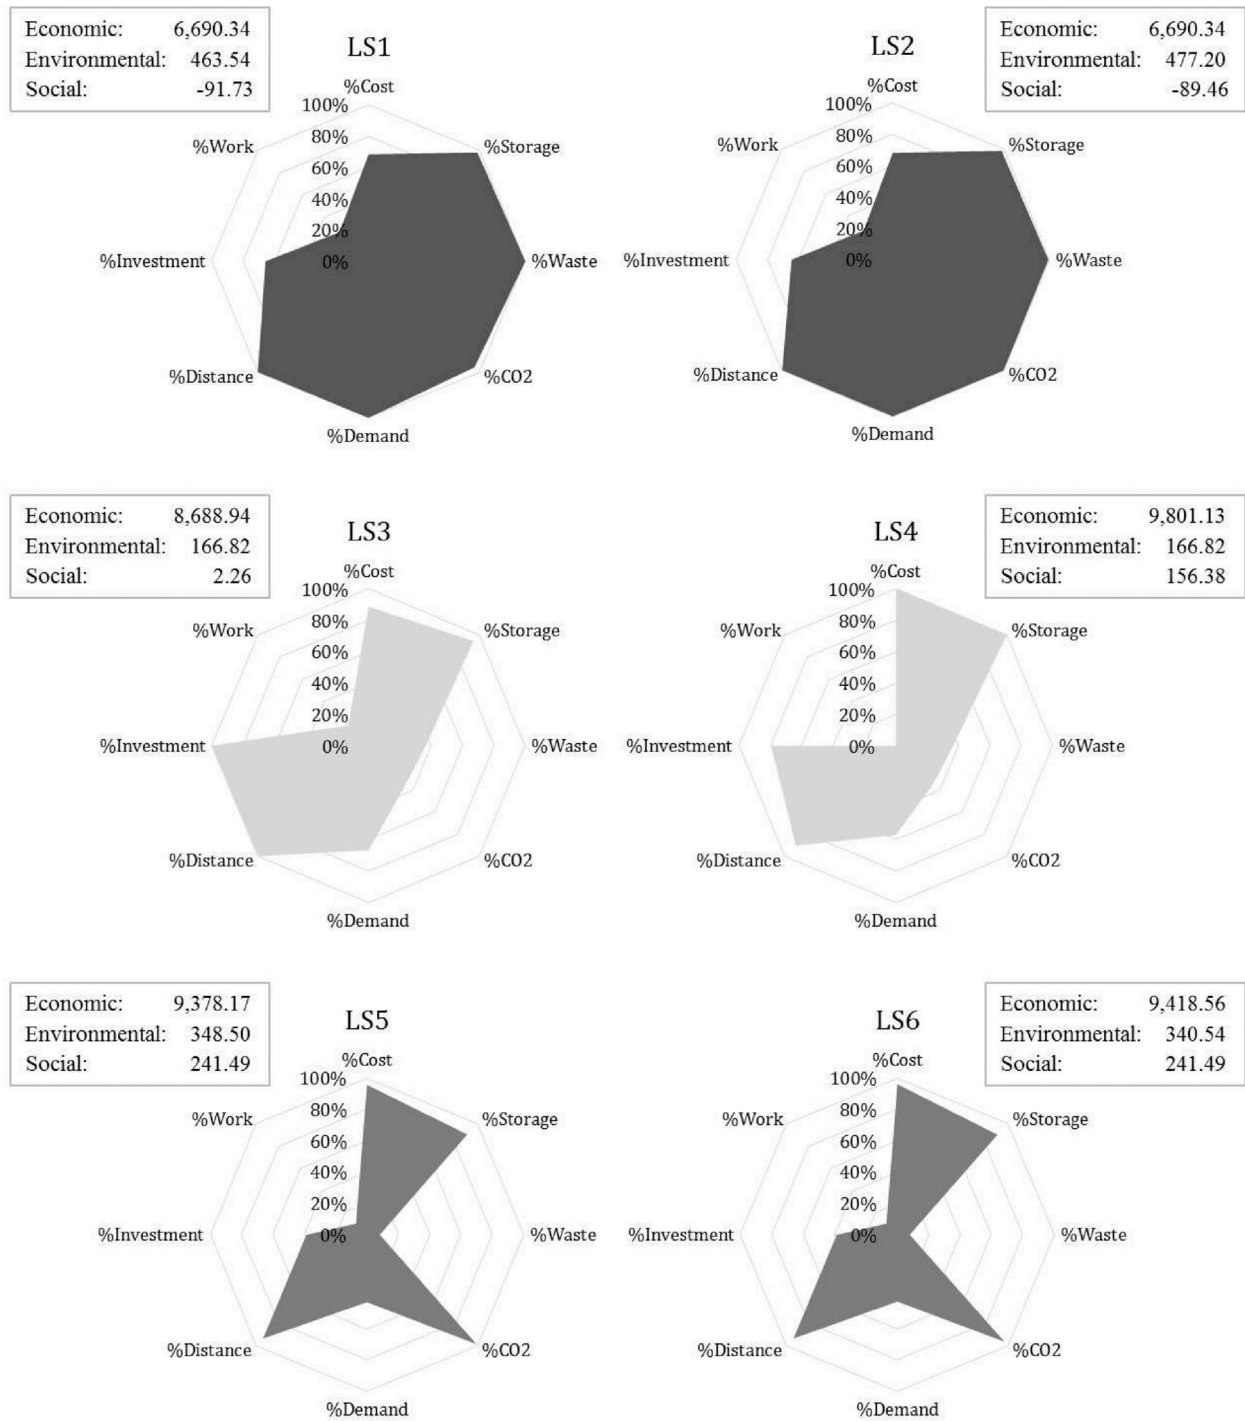 Economic: 6,690.34
Environmental: 463.54
Social: -91.73
LS1
%Cost
100%
80%
60%
40%
20%
0%
%Work
%Storage
%Investment
%Waste
%Distance
%CO2
%Demand
Economic: 6,690.34
Environmental: 477.20
Social: -89.46
LS2
%Cost
100%
80%
60%
40%
20%
0%
%Work
%Storage
%Investment
%Waste
%Distance
%CO2
%Demand
Economic: 8,688.94
Environmental: 166.82
Social: 2.26
LS3
%Cost
100%
80%
60%
40%
20%
0%
%Work
%Storage
%Investment
%Waste
%Distance
%CO2
%Demand
Economic: 9,801.13
Environmental: 166.82
Social: 156.38
LS4
%Cost
100%
80%
60%
40%
20%
0%
%Work
%Storage
%Investment
%Waste
%Distance
%CO2
%Demand
Economic: 9,378.17
Environmental: 348.50
Social: 241.49
LS5
%Cost
100%
80%
60%
40%
20%
0%
%Work
%Storage
%Investment
%Waste
%Distance
%CO2
%Demand
Economic: 9,418.56
Environmental: 340.54
Social: 241.49
LS6
%Cost
100%
80%
60%
40%
20%
0%
%Work
%Storage
%Investment
%Waste
%Distance
%CO2
%Demand